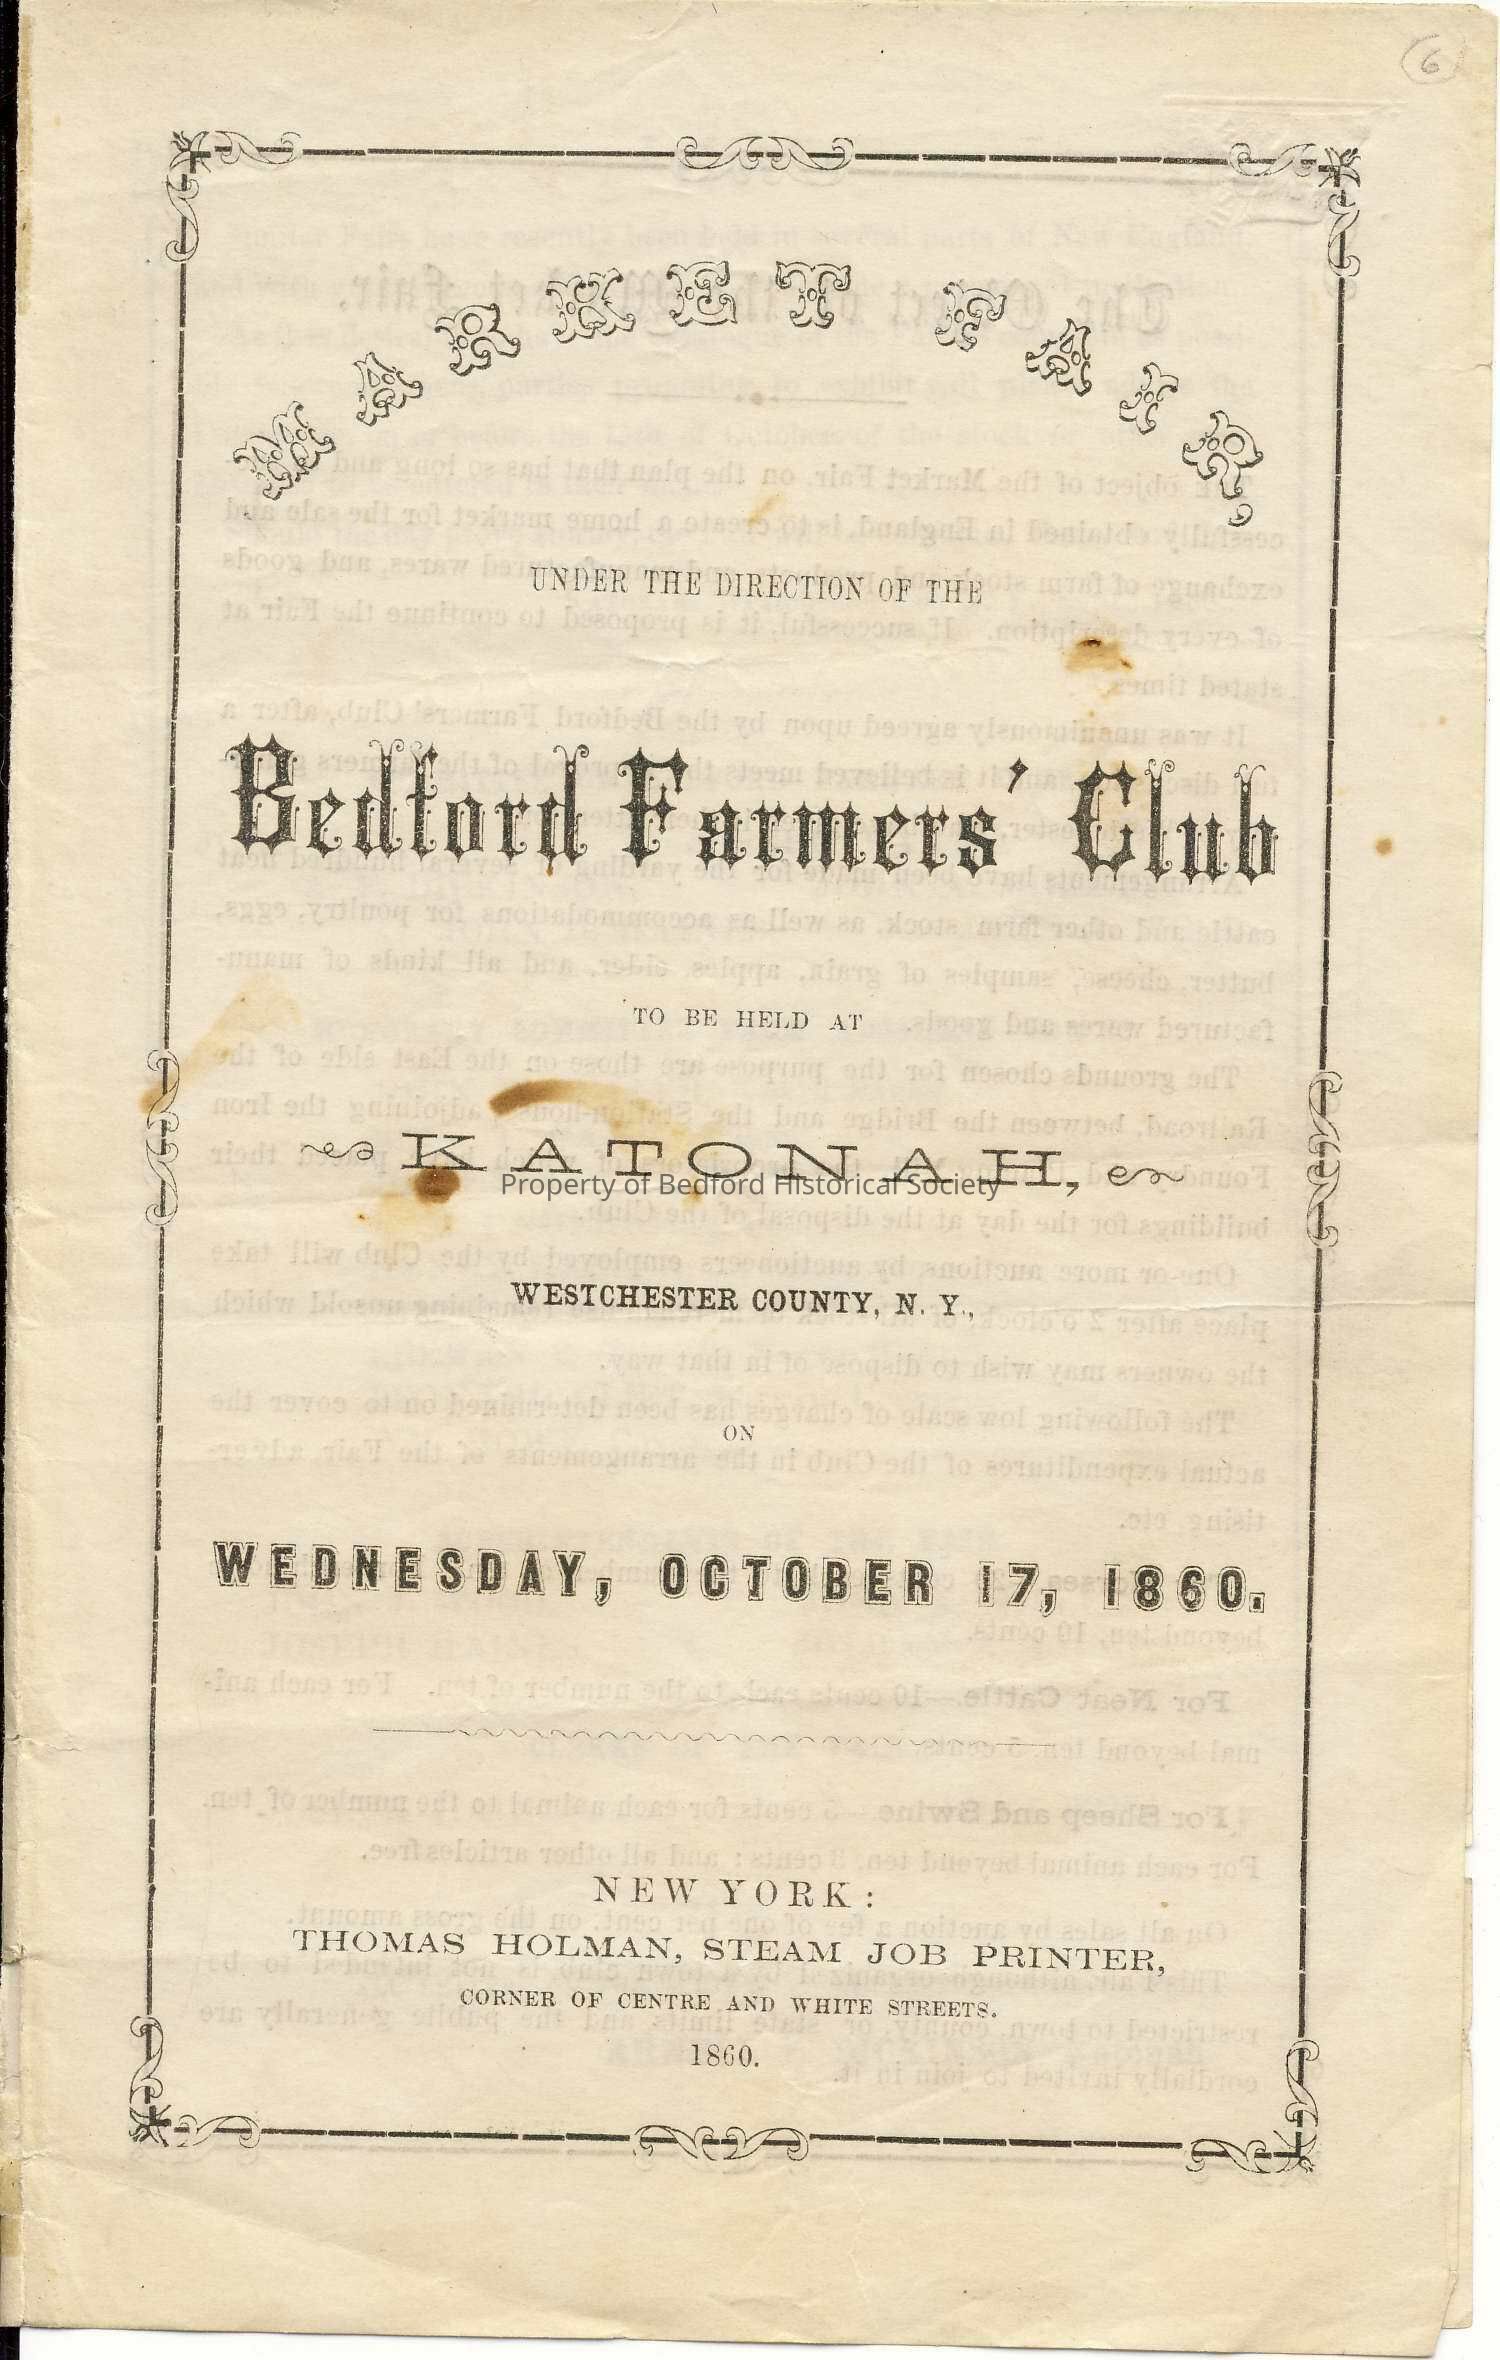 6
MARKET FAIR,
UNDER THE DIRECTION OF THE
Bedford Farmers' Club
TO BE HELD AT
KATONAH,
Property of Bedford Historical Society
WESTCHESTER COUNTY, N. Y.,
ON
WEDNESDAY, OCTOBER 17, 1860.
NEW YORK:
THOMAS HOLMAN, STEAM JOB PRINTER,
CORNER OF CENTRE AND WHITE STREETS.
1860.